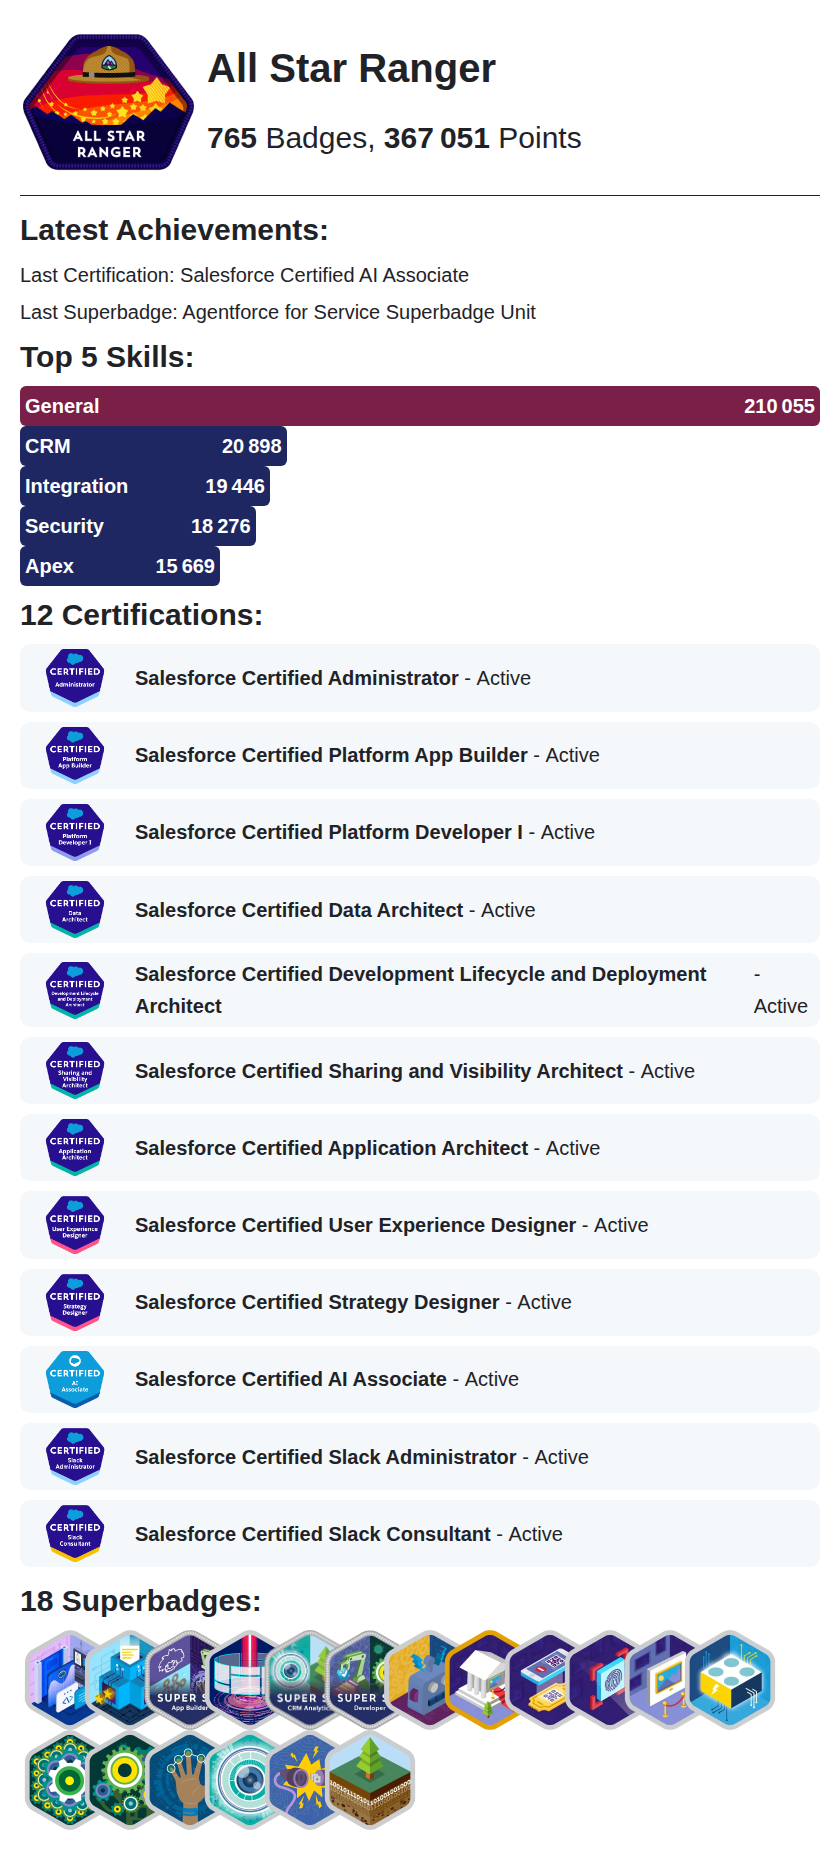 ALL STAR
RANGER
All Star Ranger
765 Badges, 367 051 Points
Latest Achievements:
Last Certification: Salesforce Certified AI Associate
Last Superbadge: Agentforce for Service Superbadge Unit
Top 5 Skills:
General 210 055
CRM 20 898
Integration 19 446
Security 18 276
Apex 15 669
12 Certifications:
CERTIFIED
Administrator
Salesforce Certified Administrator - Active
CERTIFIED
Platform
App Builder
Salesforce Certified Platform App Builder - Active
CERTIFIED
Platform
Developer I
Salesforce Certified Platform Developer I - Active
CERTIFIED
Data
Architect
Salesforce Certified Data Architect - Active
CERTIFIED
Development Lifecycle
and Deployment
Architect
Salesforce Certified Development Lifecycle and Deployment -
Architect Active
CERTIFIED
Sharing and
Visibility
Architect
Salesforce Certified Sharing and Visibility Architect - Active
CERTIFIED
Application
Architect
Salesforce Certified Application Architect - Active
CERTIFIED
User Experience
Designer
Salesforce Certified User Experience Designer - Active
CERTIFIED
Strategy
Designer
Salesforce Certified Strategy Designer - Active
CERTIFIED
AI
Associate
Salesforce Certified AI Associate - Active
CERTIFIED
Slack
Administrator
Salesforce Certified Slack Administrator - Active
CERTIFIED
Slack
Consultant
Salesforce Certified Slack Consultant - Active
18 Superbadges:
SUPER S
App Builder
SUPER S
CRM Analytic
SUPER S
Developer